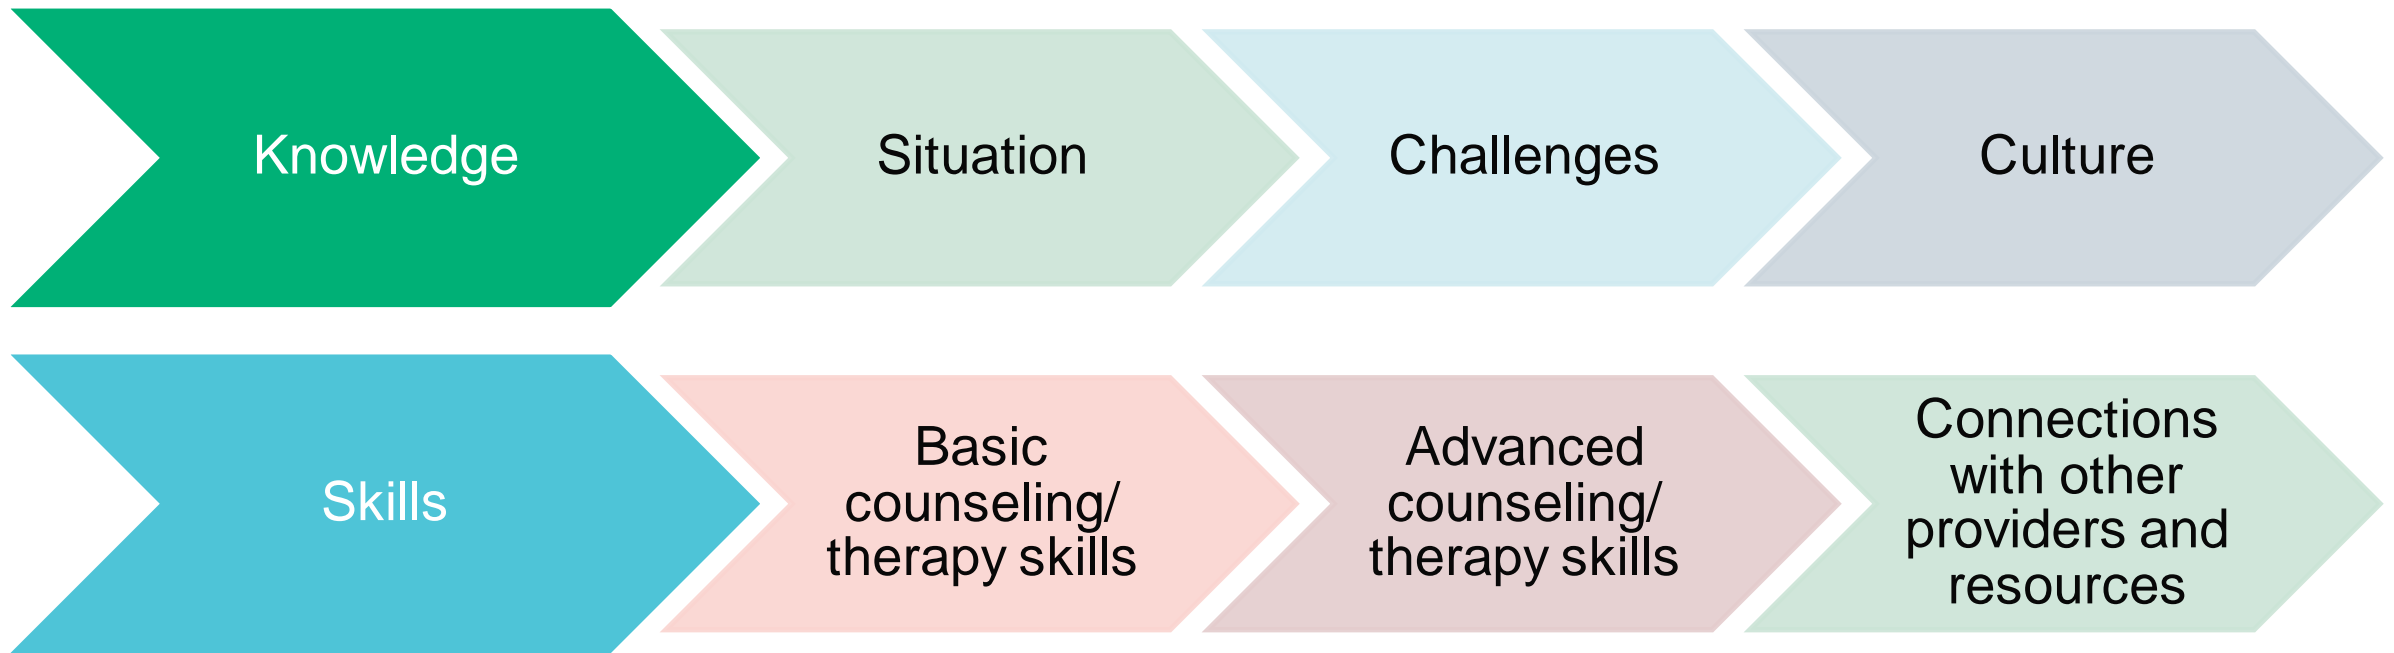 Knowledge
Situation
Challenges
Culture
Skills
Basic
counseling/
therapy skills
Advanced
counseling/
therapy skills
Connections
with other
providers and
resources